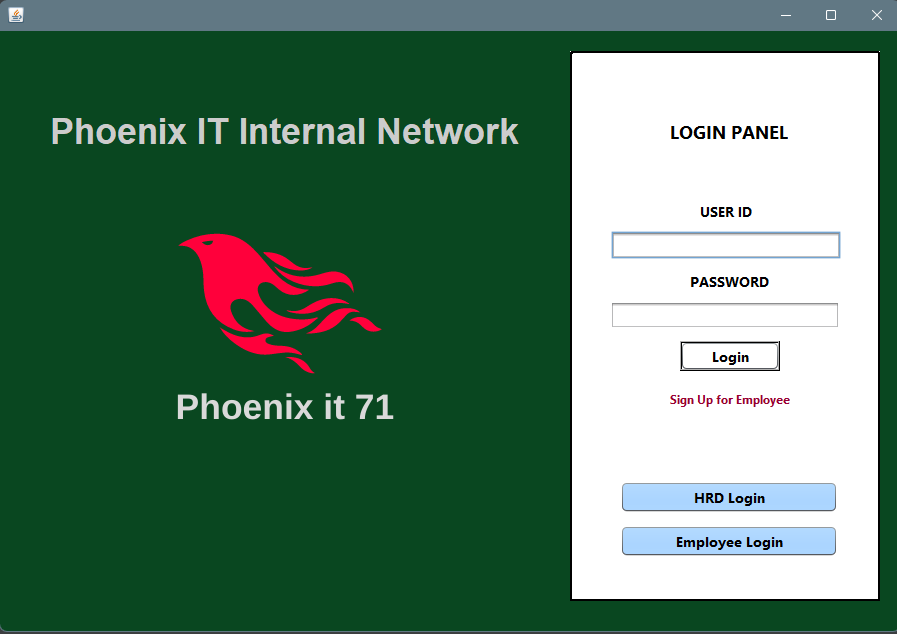 Phoenix IT Internal Network
Phoenix it 71
LOGIN PANEL
USER ID
PASSWORD
Login
Sign Up for Employee
HRD Login
Employee Login